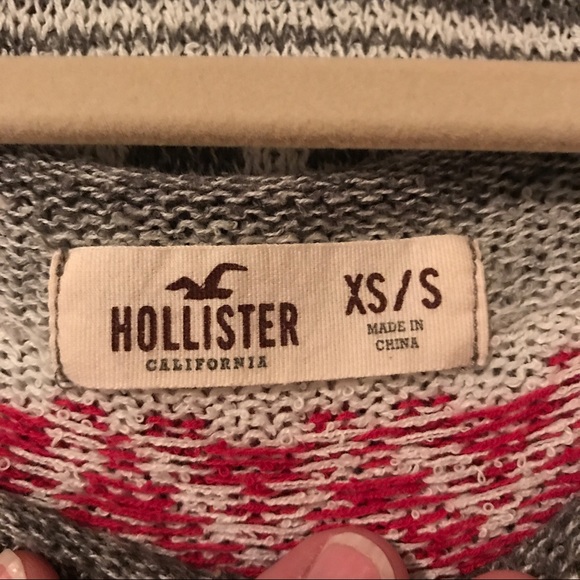 HOLLISTER
CALIFORNIA
XS/S
MADE IN
CHINA